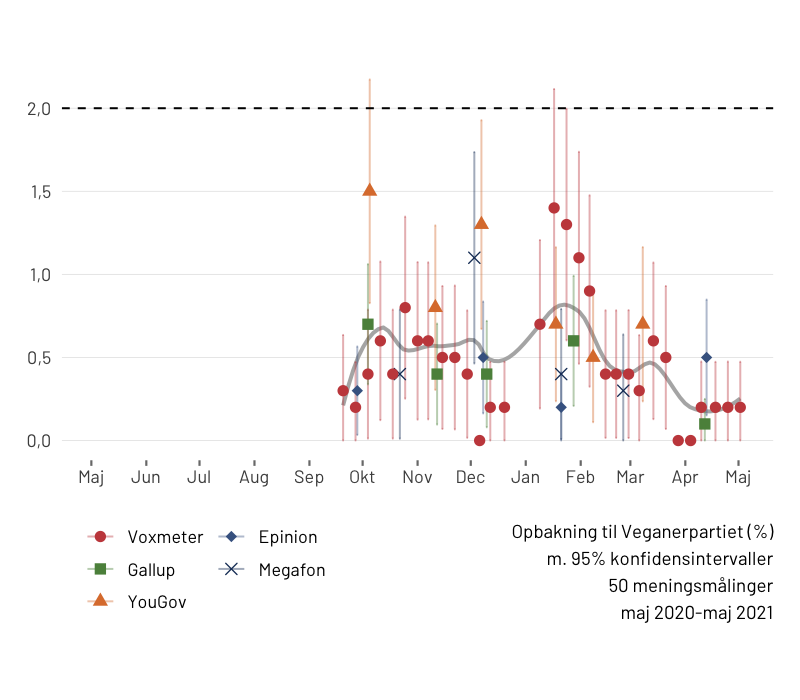 2,0
1,5
1,0
0,5
0,0
Maj Jun Jul Aug Sep Okt Nov Dec Jan Feb Mar Apr Maj
Voxmeter Epinion
Gallup Megafon
YouGov
Opbakning til Veganerpartiet (%)
m. 95% konfidensintervaller
50 meningsmålinger
maj 2020-maj 2021